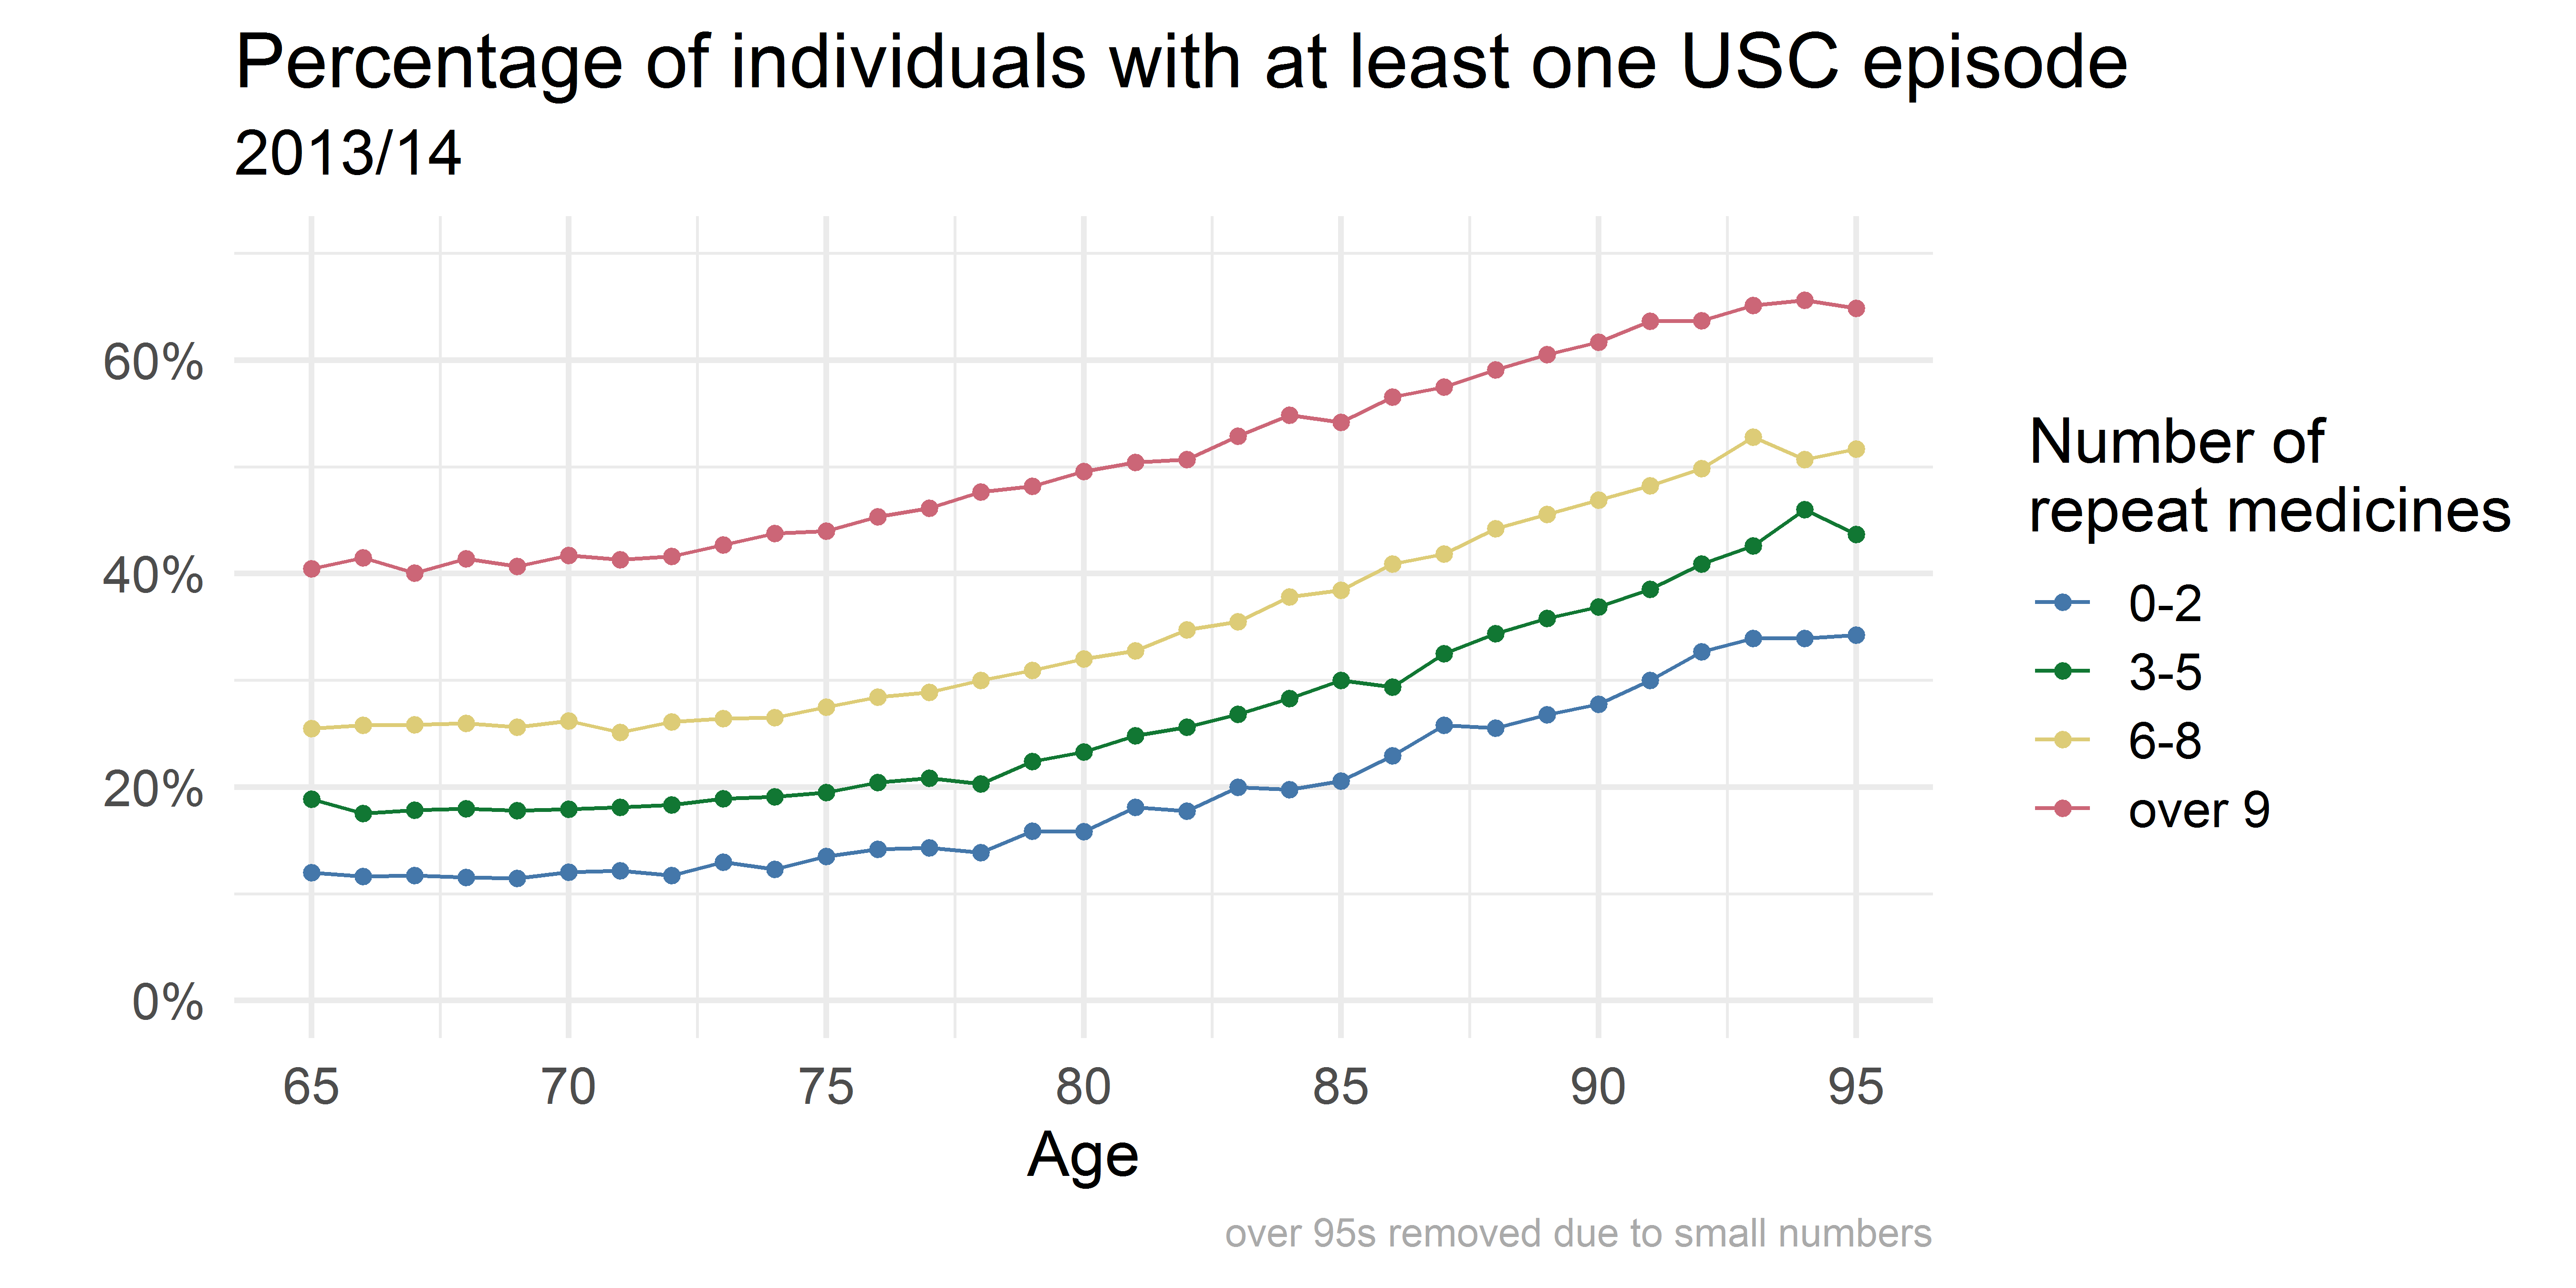 Percentage of individuals with at least one USC episode
2013/14
60%
40%
20%
0%
65 70 75 80 85 90 95
Age
Number of
repeat medicines
0-2
3-5
6-8
over 9
over 95s removed due to small numbers